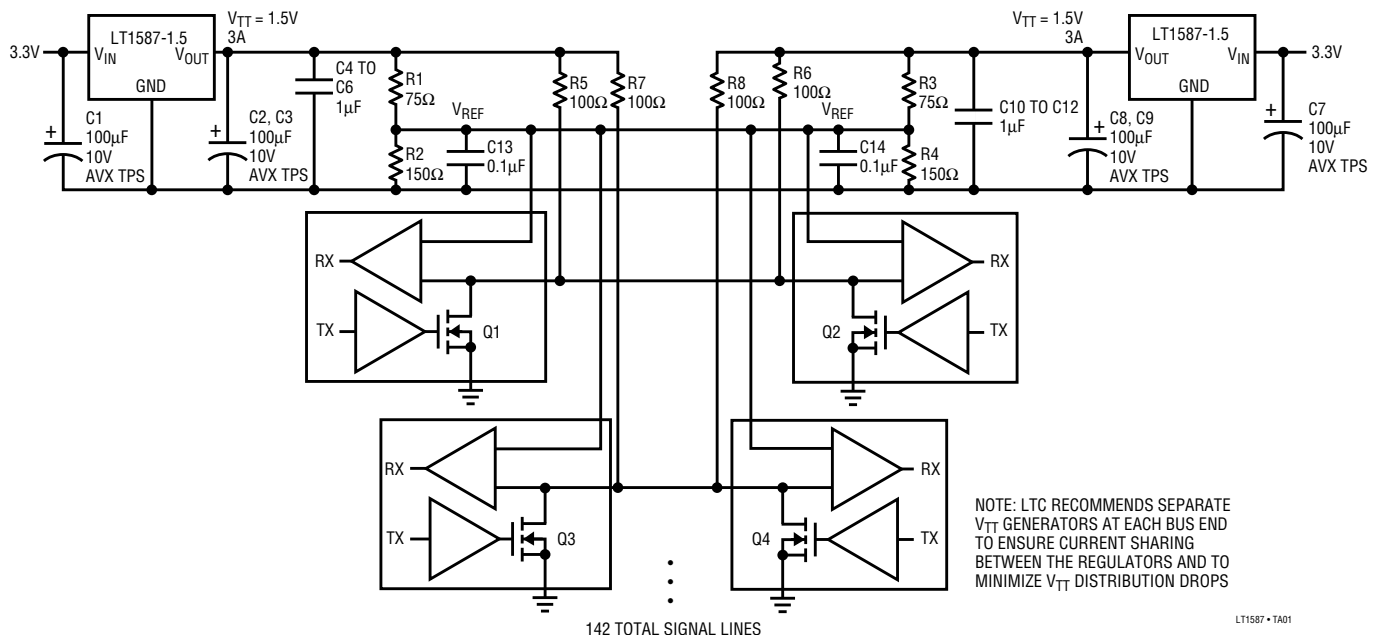 V_TT = 1.5V
3A
LT1587-1.5
3.3V
V_IN
V_OUT
GND
C1
100µF
10V
AVX TPS
C2, C3
100µF
10V
AVX TPS
C4 TO
C6
1µF
R1
75Ω
R2
150Ω
V_REF
C13
0.1µF
R5
100Ω
R7
100Ω
R8
100Ω
R6
100Ω
V_REF
C14
0.1µF
R3
75Ω
R4
150Ω
C10 TO C12
1µF
V_TT = 1.5V
3A
C8, C9
100µF
10V
AVX TPS
LT1587-1.5
V_OUT
V_IN
GND
3.3V
C7
100µF
10V
AVX TPS
RX
TX
Q1
RX
TX
Q2
RX
TX
Q3
RX
TX
Q4
142 TOTAL SIGNAL LINES
NOTE: LTC RECOMMENDS SEPARATE
V_TT GENERATORS AT EACH BUS END
TO ENSURE CURRENT SHARING
BETWEEN THE REGULATORS AND TO
MINIMIZE V_TT DISTRIBUTION DROPS
LT1587 • TA01